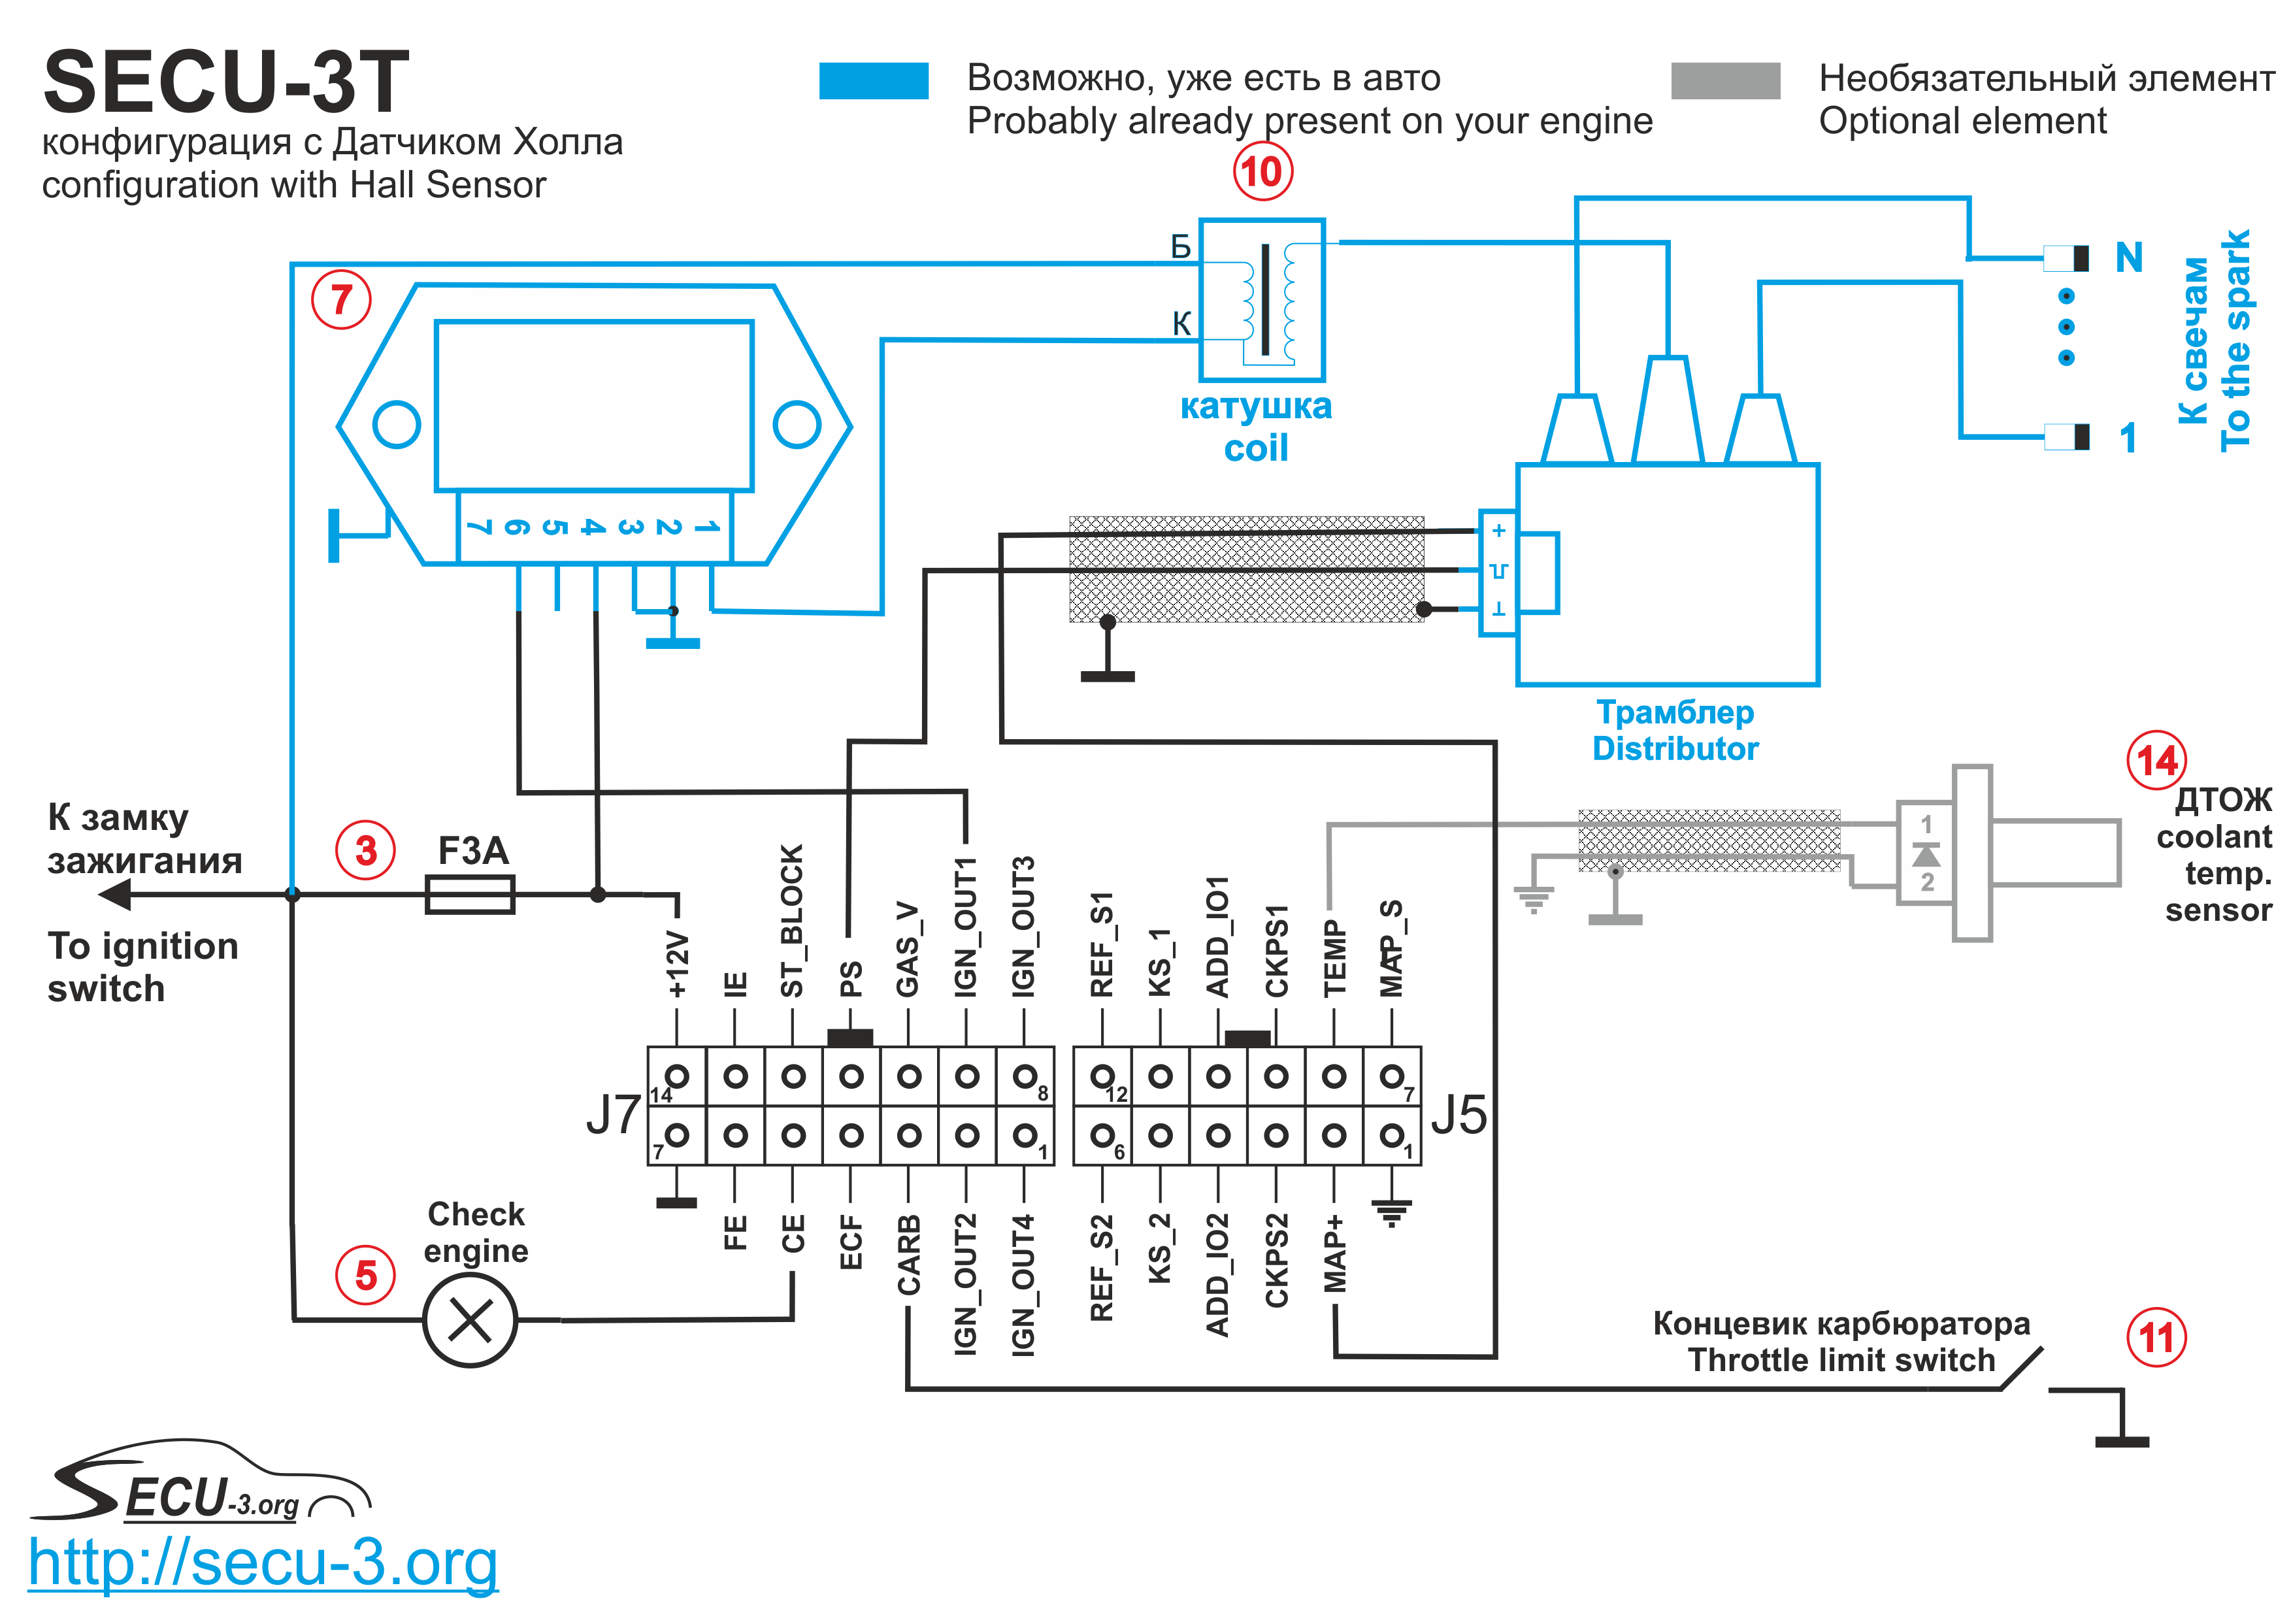 SECU-3T
конфигурация с Датчиком Холла
configuration with Hall Sensor
Возможно, уже есть в авто
Probably already present on your engine
Необязательный элемент
Optional element
10
7
Б
К
катушка
coil
N
1
К свечам
To the spark
7 6 5 4 3 2 1
+
⊥
Трамблер
Distributor
14
ДТОЖ
coolant
temp.
sensor
1
2
К замку
зажигания
To ignition
switch
3
F3A
+12V
IE
ST_BLOCK
PS
GAS_V
IGN_OUT1
IGN_OUT3
REF_S1
KS_1
ADD_IO1
CKPS1
TEMP
MAP_S
J7
14
8
7
1
12
7
6
1
J5
FE
CE
ECF
CARB
IGN_OUT2
IGN_OUT4
REF_S2
KS_2
ADD_IO2
CKPS2
MAP+
Check
engine
5
Концевик карбюратора
Throttle limit switch
11
SECU-3.org
http://secu-3.org